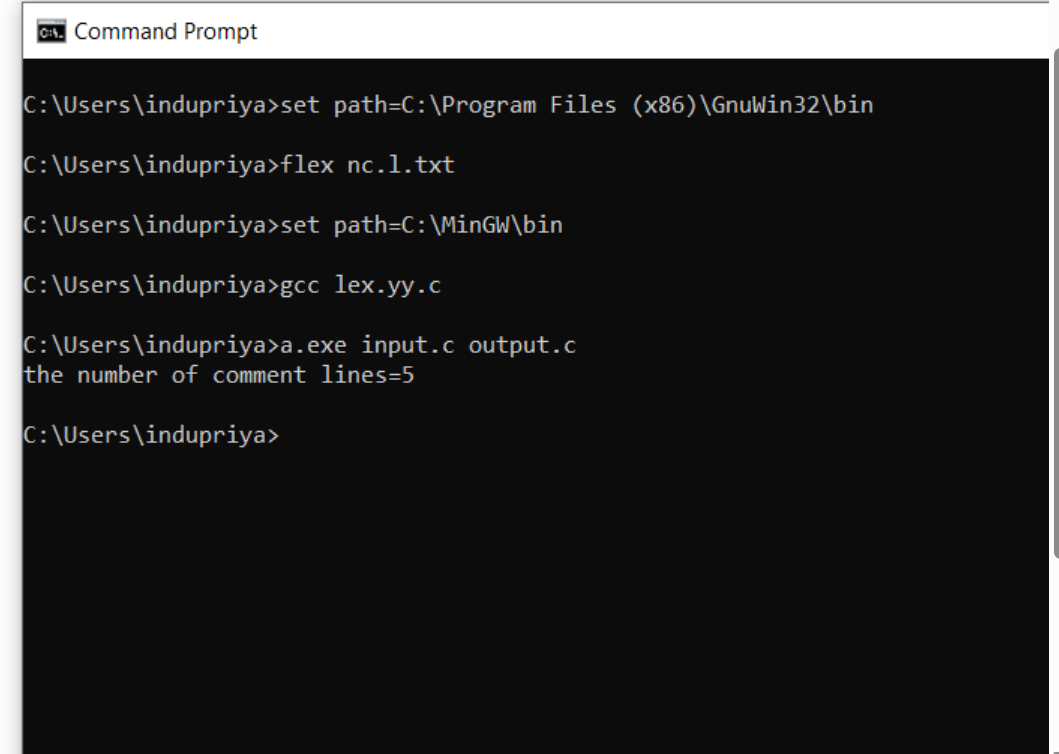 Command Prompt
C:\Users\indupriya>set path=C:\Program Files (x86)\GnuWin32\bin
C:\Users\indupriya>flex nc.l.txt
C:\Users\indupriya>set path=C:\MinGW\bin
C:\Users\indupriya>gcc lex.yy.c
C:\Users\indupriya>a.exe input.c output.c
the number of comment lines=5
C:\Users\indupriya>